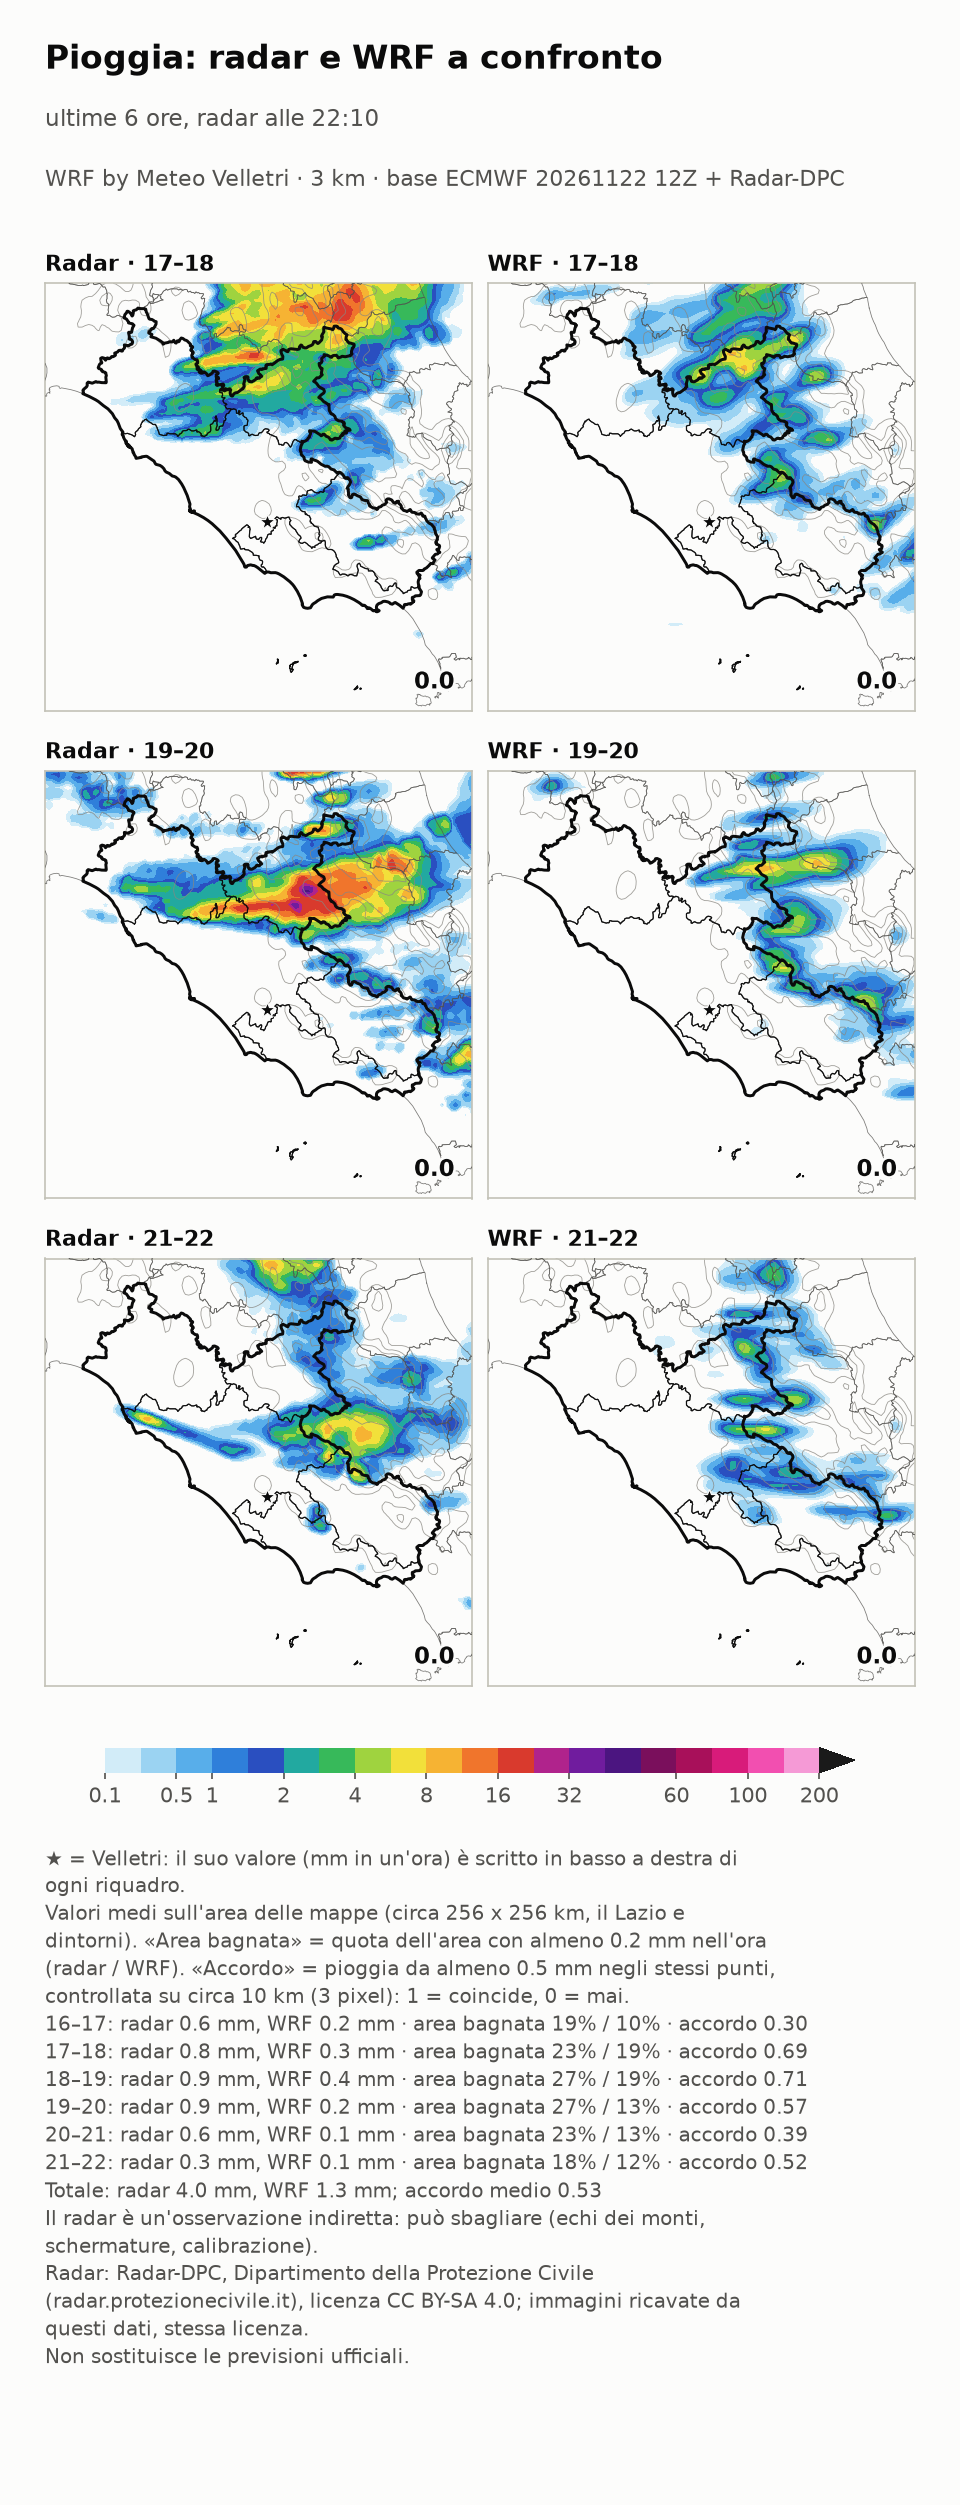 Pioggia: radar e WRF a confronto
ultime 6 ore, radar alle 22:10
WRF by Meteo Velletri · 3 km · base ECMWF 20261122 12Z + Radar-DPC
Radar · 17–18
WRF · 17–18
0.0
0.0
Radar · 19–20
WRF · 19–20
0.0
0.0
Radar · 21–22
WRF · 21–22
0.0
0.0
0.1 0.5 1 2 4 8 16 32 60 100 200
★ = Velletri: il suo valore (mm in un'ora) è scritto in basso a destra di
ogni riquadro.
Valori medi sull'area delle mappe (circa 256 x 256 km, il Lazio e
dintorni). «Area bagnata» = quota dell'area con almeno 0.2 mm nell'ora
(radar / WRF). «Accordo» = pioggia da almeno 0.5 mm negli stessi punti,
controllata su circa 10 km (3 pixel): 1 = coincide, 0 = mai.
16–17: radar 0.6 mm, WRF 0.2 mm · area bagnata 19% / 10% · accordo 0.30
17–18: radar 0.8 mm, WRF 0.3 mm · area bagnata 23% / 19% · accordo 0.69
18–19: radar 0.9 mm, WRF 0.4 mm · area bagnata 27% / 19% · accordo 0.71
19–20: radar 0.9 mm, WRF 0.2 mm · area bagnata 27% / 13% · accordo 0.57
20–21: radar 0.6 mm, WRF 0.1 mm · area bagnata 23% / 13% · accordo 0.39
21–22: radar 0.3 mm, WRF 0.1 mm · area bagnata 18% / 12% · accordo 0.52
Totale: radar 4.0 mm, WRF 1.3 mm; accordo medio 0.53
Il radar è un'osservazione indiretta: può sbagliare (echi dei monti,
schermature, calibrazione).
Radar: Radar-DPC, Dipartimento della Protezione Civile
(radar.protezionecivile.it), licenza CC BY-SA 4.0; immagini ricavate da
questi dati, stessa licenza.
Non sostituisce le previsioni ufficiali.